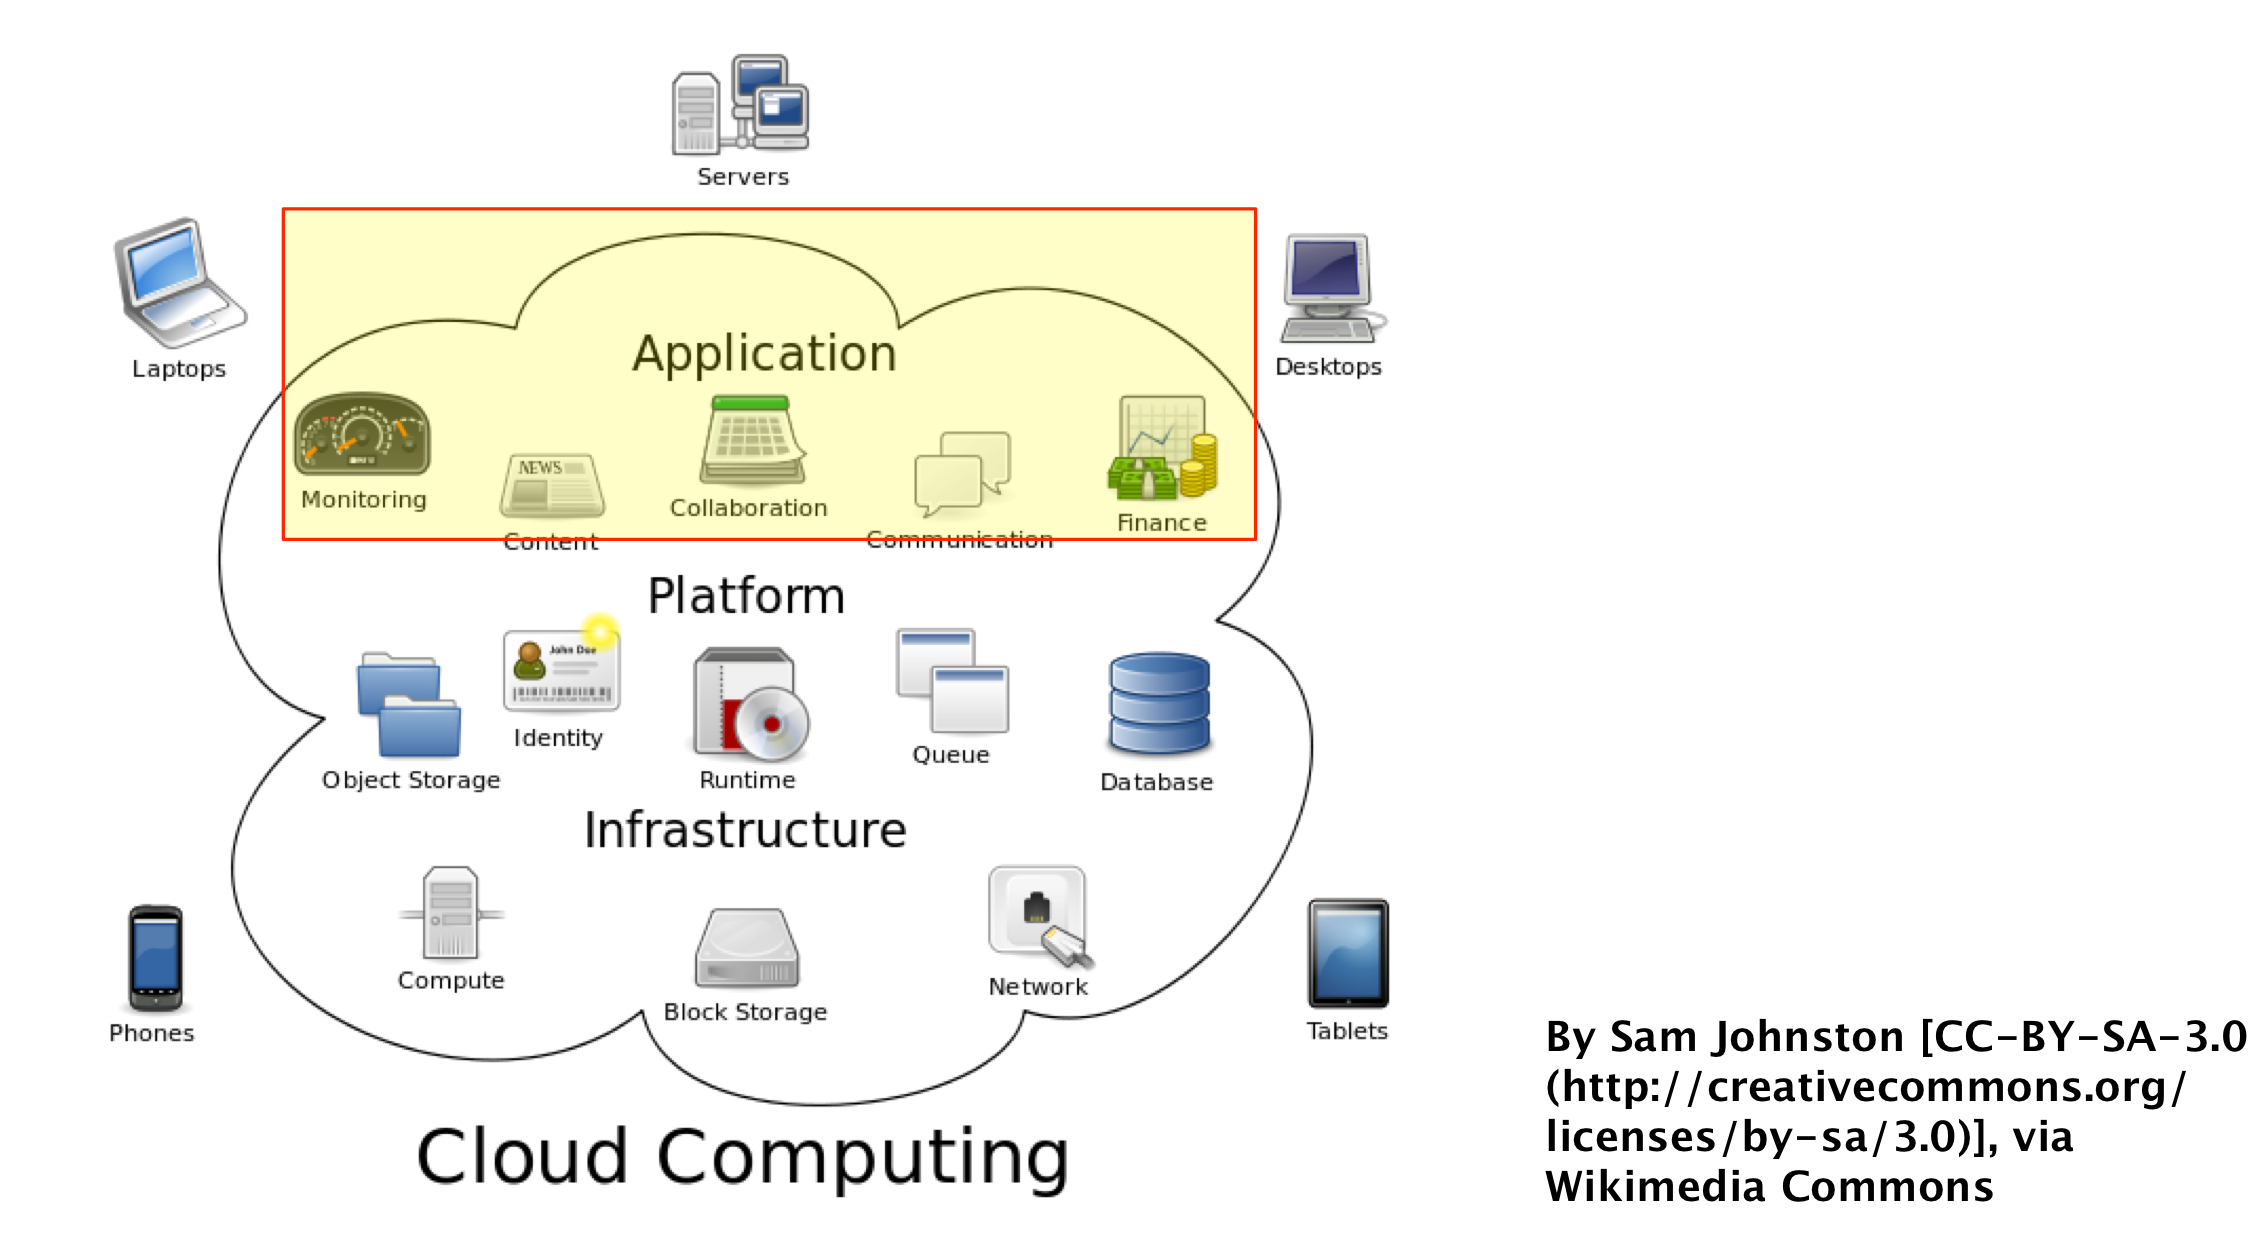 Servers
Laptops
Desktops
Application
Monitoring
NEWS
Content
Collaboration
Communication
Finance
Platform
John Doe
Object Storage
Identity
Runtime
Queue
Database
Infrastructure
Compute
Block Storage
Network
Phones
Tablets
Cloud Computing
By Sam Johnston [CC-BY-SA-3.0
(http://creativecommons.org/
licenses/by-sa/3.0)], via
Wikimedia Commons